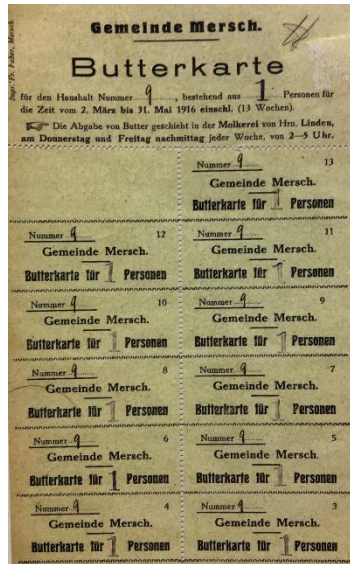 Gemeinde Mersch.
Butterkarte
für den Haushalt Nummer 9, bestehend aus 1 Personen für
die Zeit vom 2. März bis 31. Mai 1916 einschl. (13 Wochen).
Die Abgabe von Butter geschieht in der Molkerei von Hrn. Linden,
am Donnerstag und Freitag nachmittag jeder Woche, von 2–5 Uhr.
Impr. Fr. Faber, Mersch.
Nummer 9 13
Gemeinde Mersch.
Butterkarte für 1 Personen
Nummer 9 12
Gemeinde Mersch.
Butterkarte für 1 Personen
Nummer 9 11
Gemeinde Mersch.
Butterkarte für 1 Personen
Nummer 9 10
Gemeinde Mersch.
Butterkarte für 1 Personen
Nummer 9 9
Gemeinde Mersch.
Butterkarte für 1 Personen
Nummer 9 8
Gemeinde Mersch.
Butterkarte für 1 Personen
Nummer 9 7
Gemeinde Mersch.
Butterkarte für 1 Personen
Nummer 9 6
Gemeinde Mersch.
Butterkarte für 1 Personen
Nummer 9 5
Gemeinde Mersch.
Butterkarte für 1 Personen
Nummer 9 4
Gemeinde Mersch.
Butterkarte für 1 Personen
Nummer 9 3
Gemeinde Mersch.
Butterkarte für 1 Personen